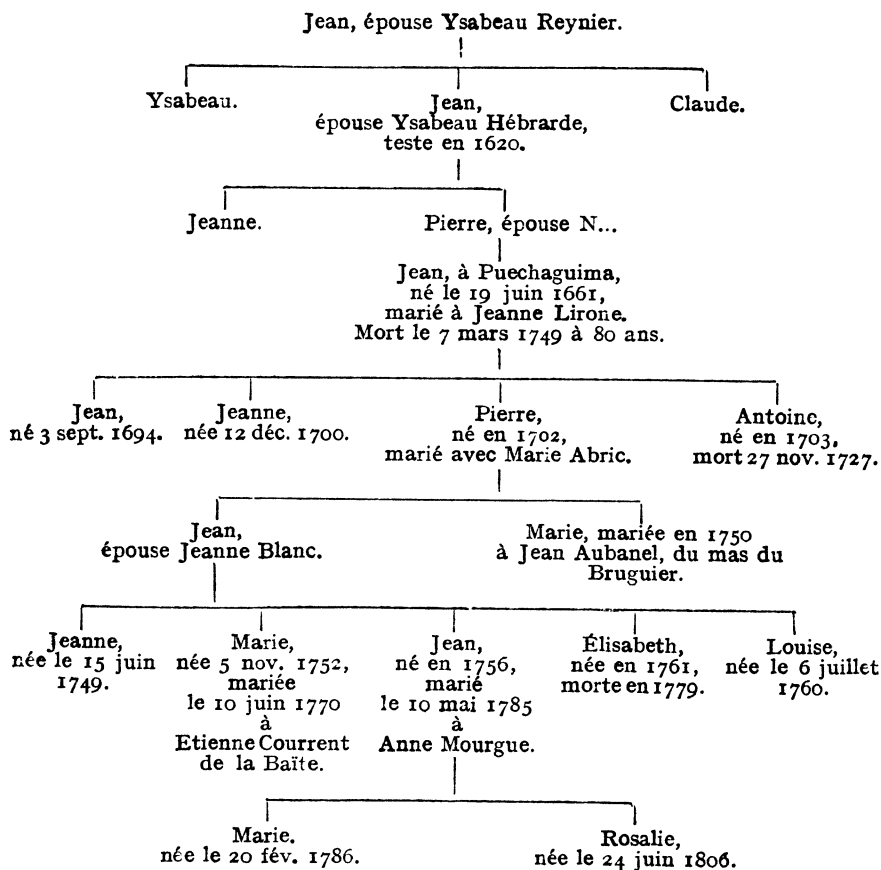 Jean, épouse Ysabeau Reynier.
Ysabeau.
Jean,
épouse Ysabeau Hébrarde,
teste en 1620.
Claude.
Jeanne.
Pierre, épouse N...
Jean, à Puechaguima,
né le 19 juin 1661,
marié à Jeanne Lirone.
Mort le 7 mars 1749 à 80 ans.
Jean,
né 3 sept. 1694.
Jeanne,
née 12 déc. 1700.
Pierre,
né en 1702,
marié avec Marie Abric.
Antoine,
né en 1703,
mort 27 nov. 1727.
Jean,
épouse Jeanne Blanc.
Marie, mariée en 1750
à Jean Aubanel, du mas du
Bruguier.
Jeanne,
née le 15 juin
1749.
Marie,
née 5 nov. 1752,
mariée
le 10 juin 1770
à
Etienne Courrent
de la Baïte.
Jean,
né en 1756,
marié
le 10 mai 1785
à
Anne Mourgue.
Élisabeth,
née en 1761,
morte en 1779.
Louise,
née le 6 juillet
1760.
Marie.
née le 20 fév. 1786.
Rosalie,
née le 24 juin 1806.